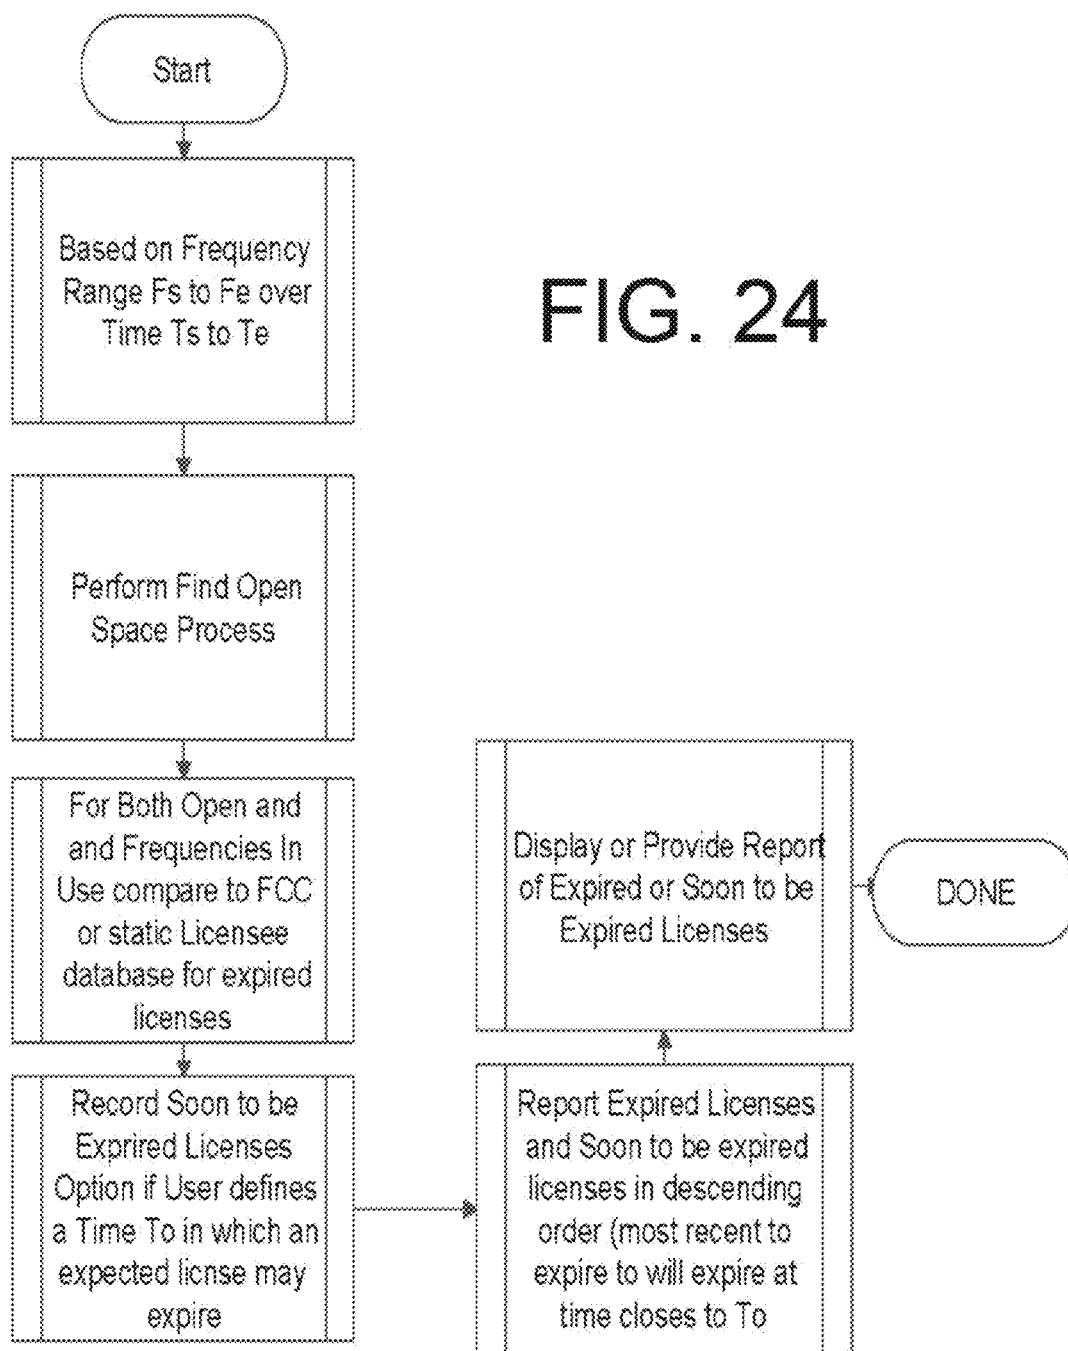 Start
Based on Frequency
Range Fs to Fe over
Time Ts to Te
FIG. 24
Perform Find Open
Space Process
For Both Open and
and Frequencies In
Use compare to FCC
or static Licensee
database for expired
licenses
Record Soon to be
Exprired Licenses
Option if User defines
a Time To in which an
expected licnse may
expire
Report Expired Licenses
and Soon to be expired
licenses in descending
order (most recent to
expire to will expire at
time closes to To
Display or Provide Report
of Expired or Soon to be
Expired Licenses
DONE